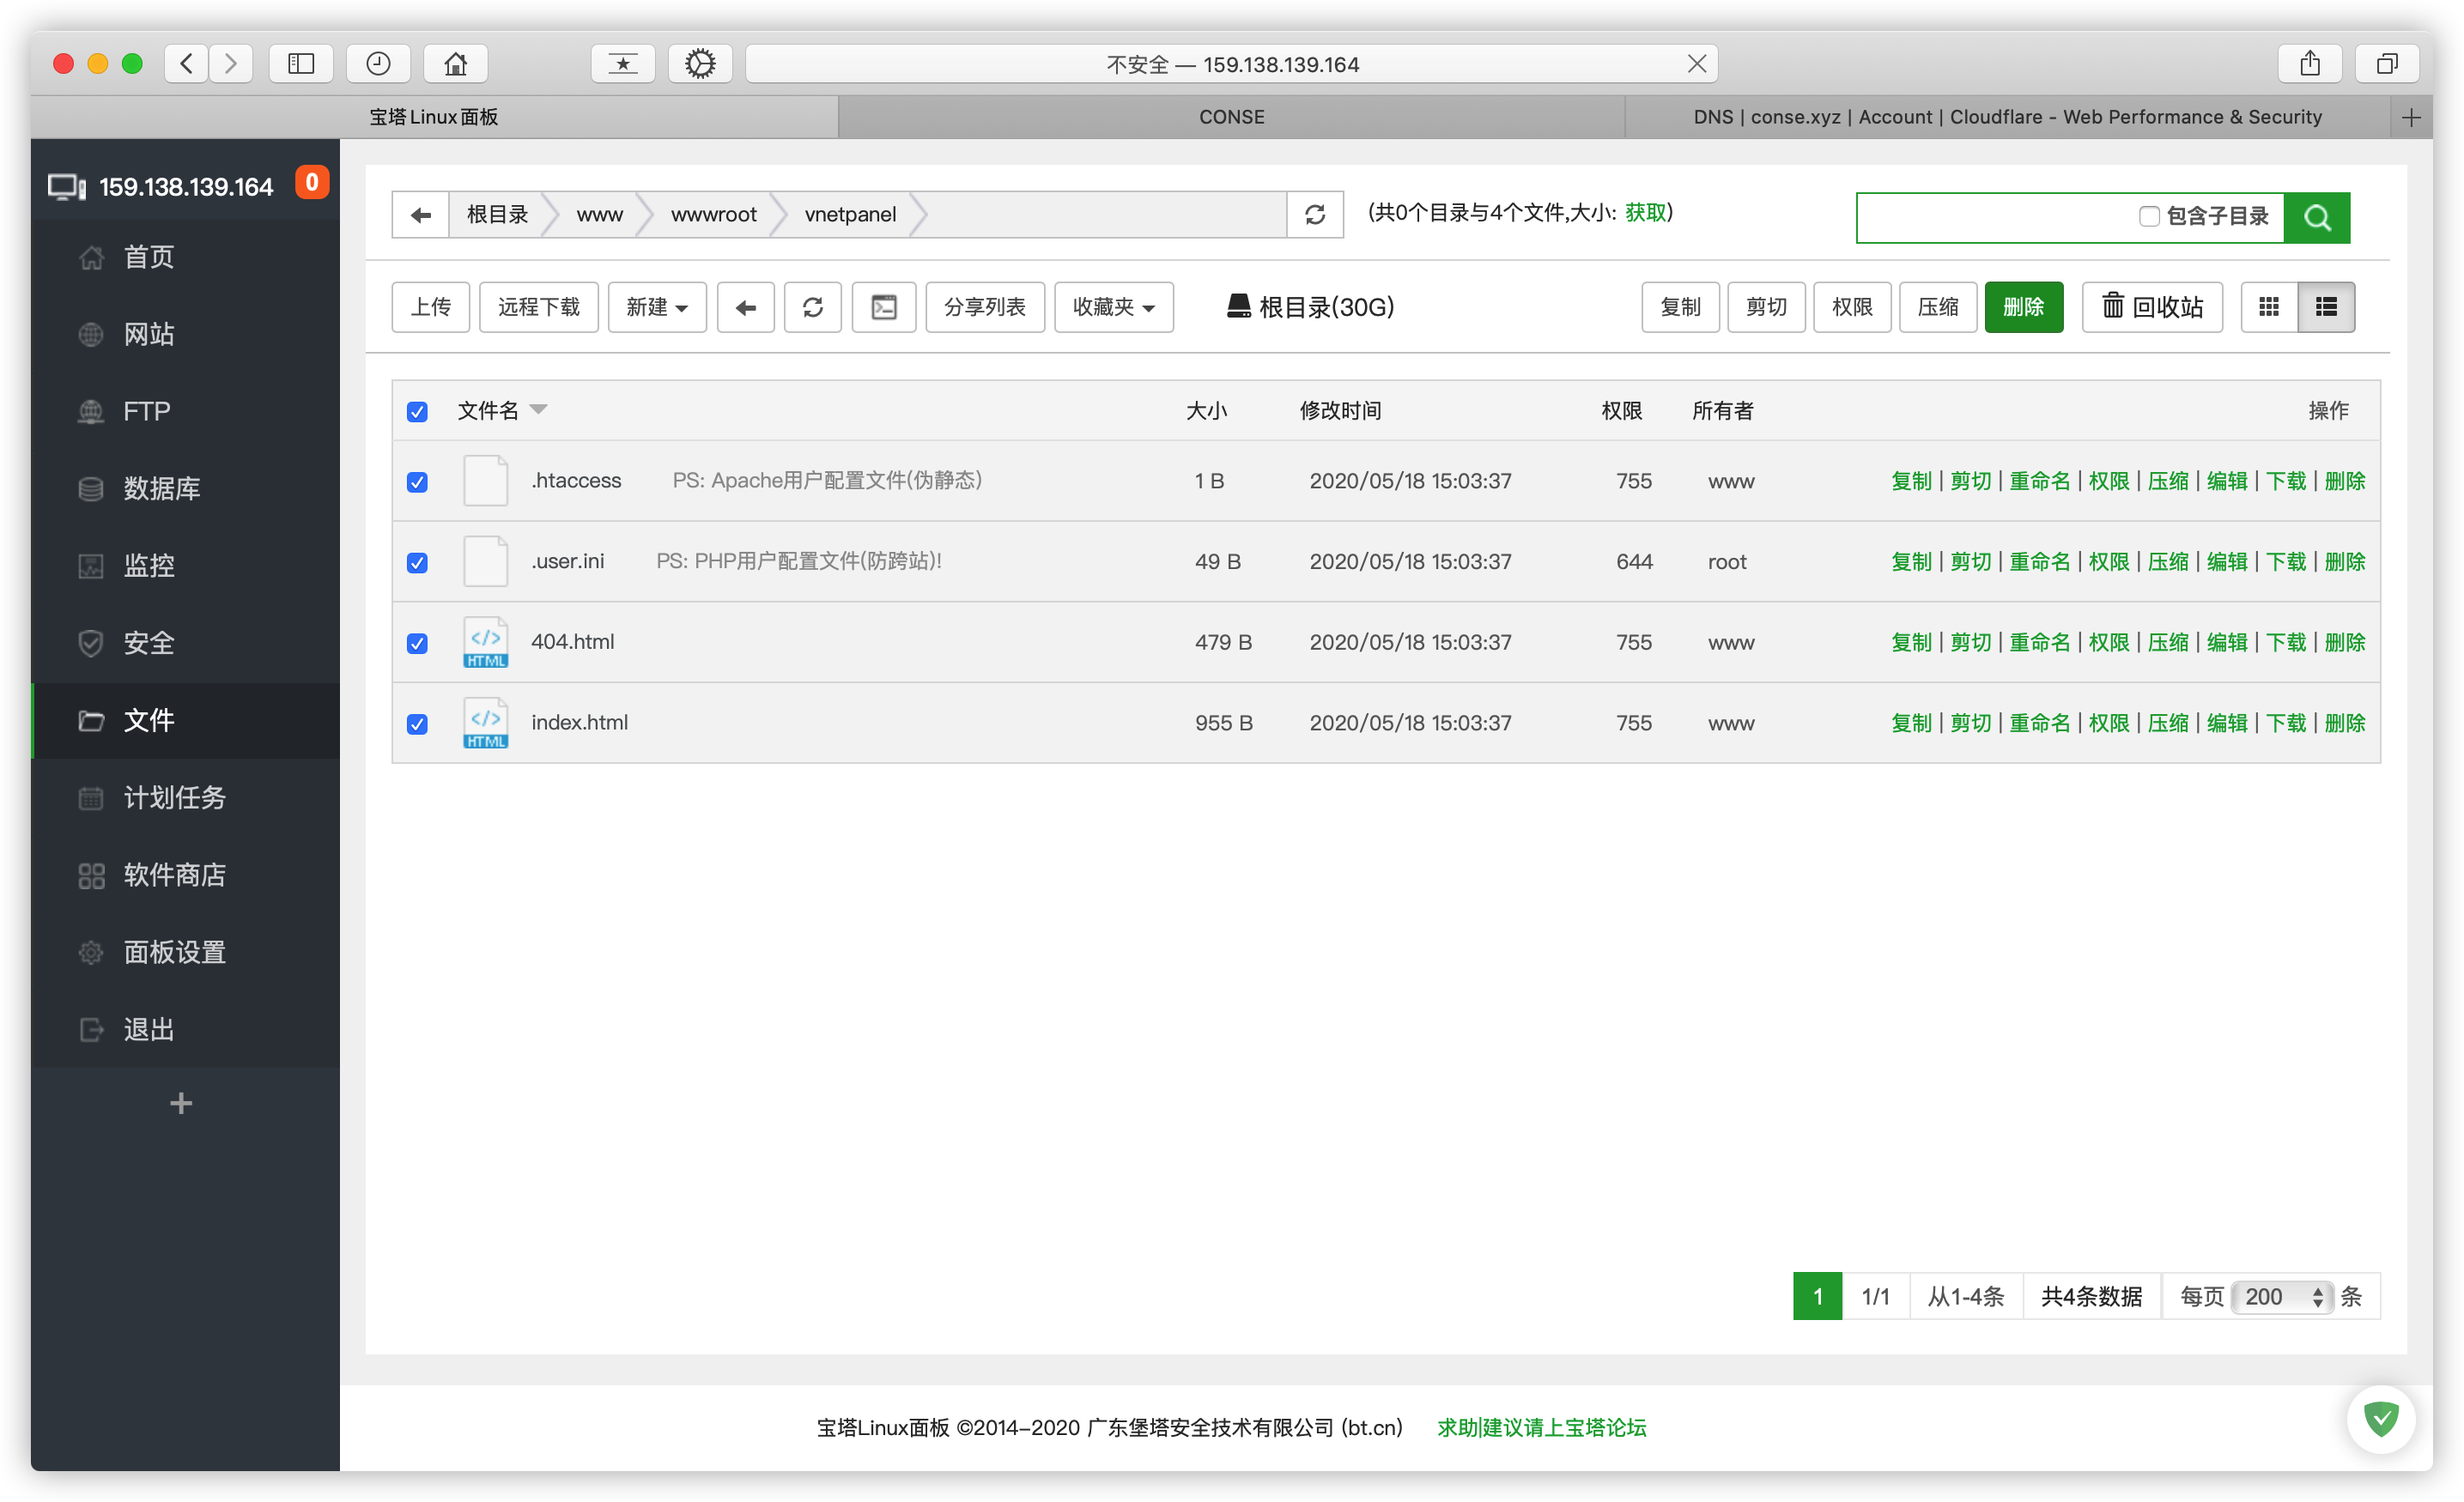 不安全 — 159.138.139.164
宝塔Linux面板
CONSE
DNS | conse.xyz | Account | Cloudflare - Web Performance & Security
159.138.139.164
0
首页
网站
FTP
数据库
监控
安全
文件
计划任务
软件商店
面板设置
退出
根目录 www wwwroot vnetpanel
(共0个目录与4个文件,大小: 获取)
包含子目录
上传 远程下载 新建 分享列表 收藏夹 根目录(30G) 复制 剪切 权限 压缩 删除 回收站
文件名 大小 修改时间 权限 所有者 操作
.htaccess PS: Apache用户配置文件(伪静态) 1 B 2020/05/18 15:03:37 755 www 复制 | 剪切 | 重命名 | 权限 | 压缩 | 编辑 | 下载 | 删除
.user.ini PS: PHP用户配置文件(防跨站)! 49 B 2020/05/18 15:03:37 644 root 复制 | 剪切 | 重命名 | 权限 | 压缩 | 编辑 | 下载 | 删除
HTML 404.html 479 B 2020/05/18 15:03:37 755 www 复制 | 剪切 | 重命名 | 权限 | 压缩 | 编辑 | 下载 | 删除
HTML index.html 955 B 2020/05/18 15:03:37 755 www 复制 | 剪切 | 重命名 | 权限 | 压缩 | 编辑 | 下载 | 删除
1 1/1 从1-4条 共4条数据 每页 200 条
宝塔Linux面板 ©2014-2020 广东堡塔安全技术有限公司 (bt.cn) 求助|建议请上宝塔论坛